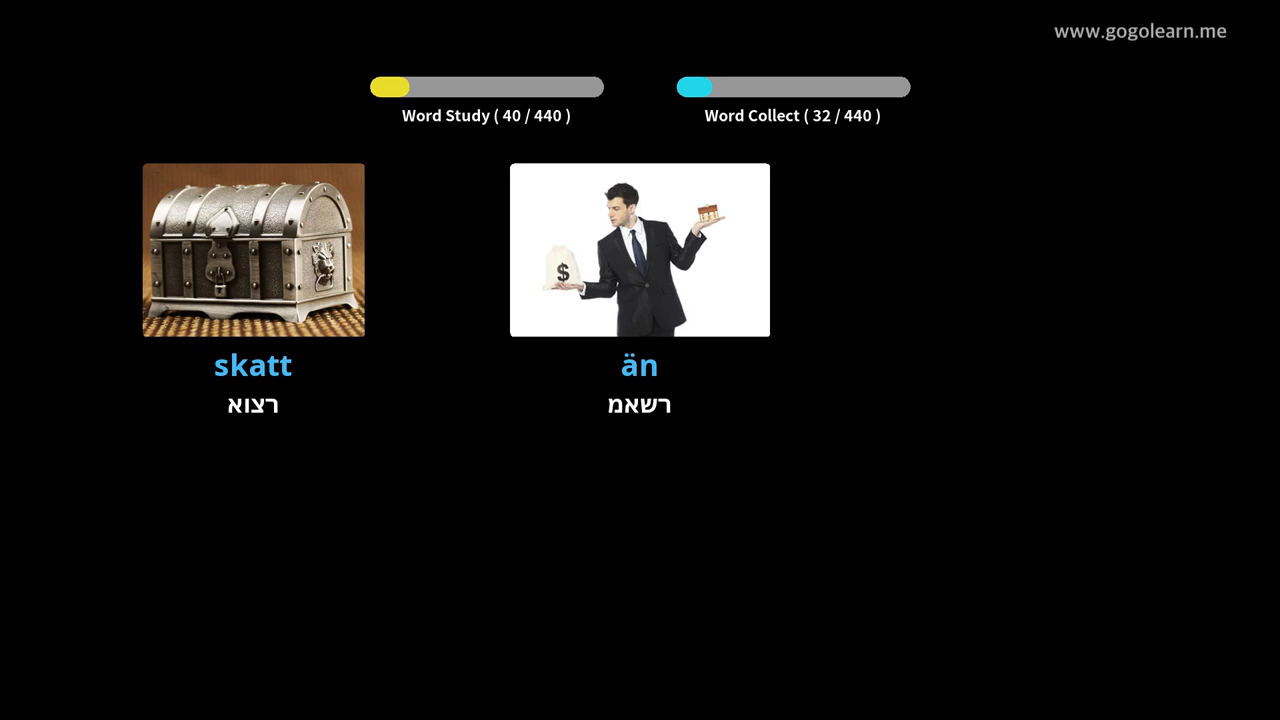 www.gogolearn.me
Word Study ( 40 / 440 )
Word Collect ( 32 / 440 )
skatt
רצוא
än
רשאמ